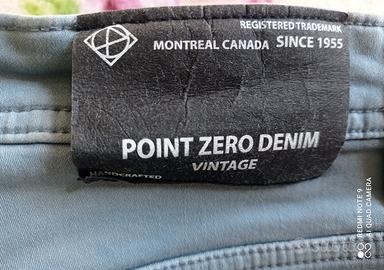 REGISTERED TRADEMARK
MONTREAL CANADA SINCE 1955
POINT ZERO DENIM
VINTAGE
HANDCRAFTED
REDMI NOTE 9
AI QUAD CAMERA